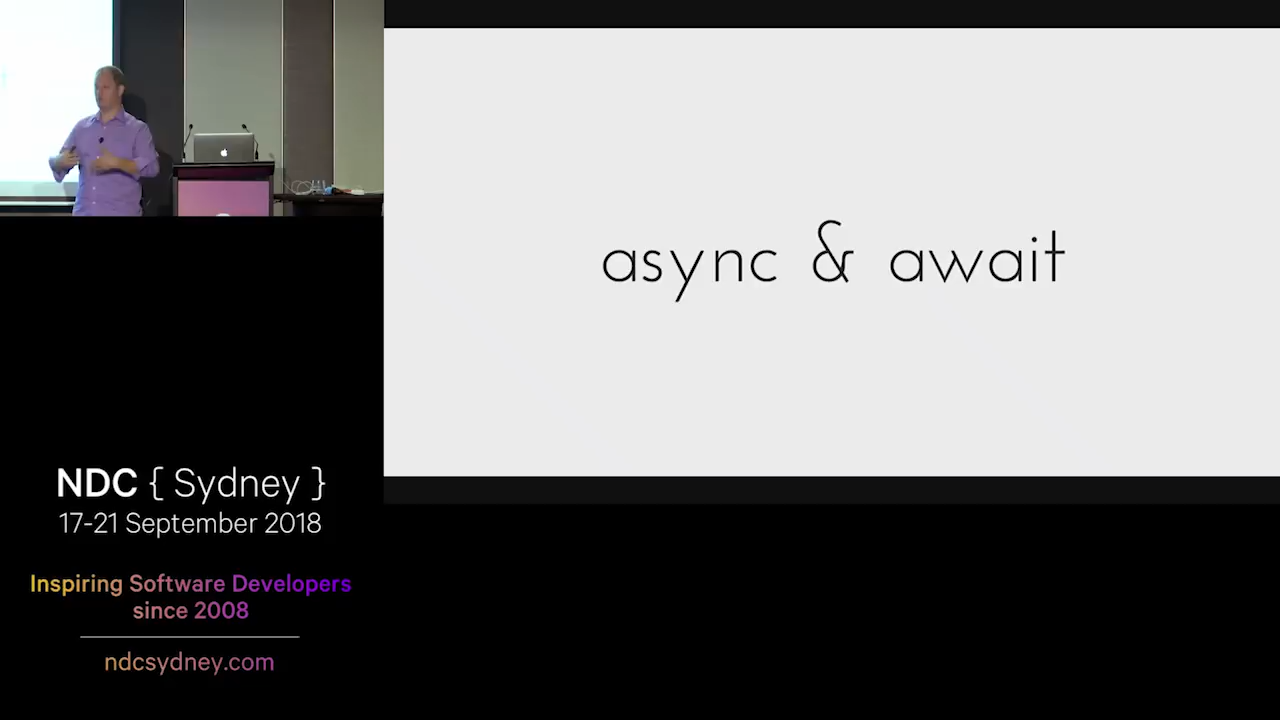 async & await
NDC { Sydney }
17-21 September 2018
Inspiring Software Developers
since 2008
ndcsydney.com